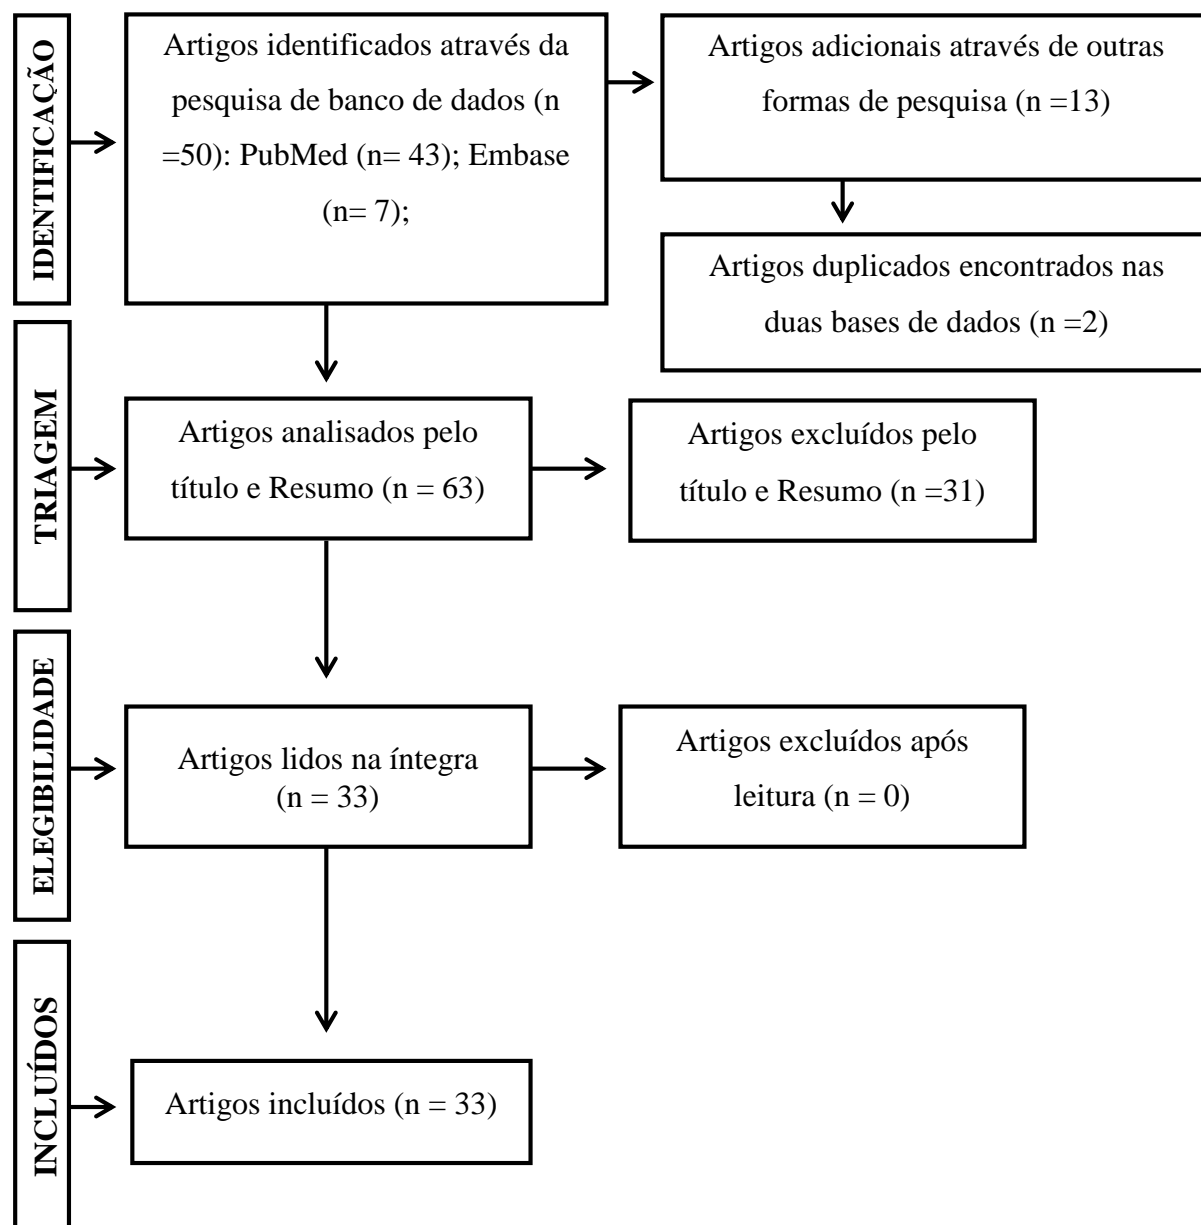 IDENTIFICAÇÃO
Artigos identificados através da
pesquisa de banco de dados (n
=50): PubMed (n= 43); Embase
(n= 7);
Artigos adicionais através de outras
formas de pesquisa (n =13)
Artigos duplicados encontrados nas
duas bases de dados (n =2)
TRIAGEM
Artigos analisados pelo
título e Resumo (n = 63)
Artigos excluídos pelo
título e Resumo (n =31)
ELEGIBILIDADE
Artigos lidos na íntegra
(n = 33)
Artigos excluídos após
leitura (n = 0)
INCLUÍDOS
Artigos incluídos (n = 33)